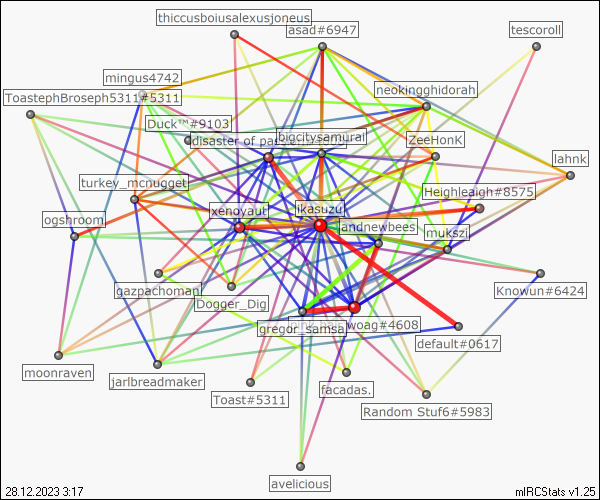 thiccusboiusalexusjoneus
asad#6947
tescoroll
mingus4742
neokingghidorah
ToastephBroseph5311#5311
Duck™#9103
bigcitysamurai
disaster of
ZeeHonK
lahnk
turkey_mcnugget
Heighleaigh#8575
xenoyaut
ikasuzu
ogshroom
andnewbees
mukszi
gazpachoman
Dogger_Dig
Knowun#6424
gregor_samsa
woag#4608
default#0617
moonraven
jarlbreadmaker
facadas.
Toast#5311
Random Stuf6#5983
avelicious
28.12.2023 3:17
mIRCStats v1.25